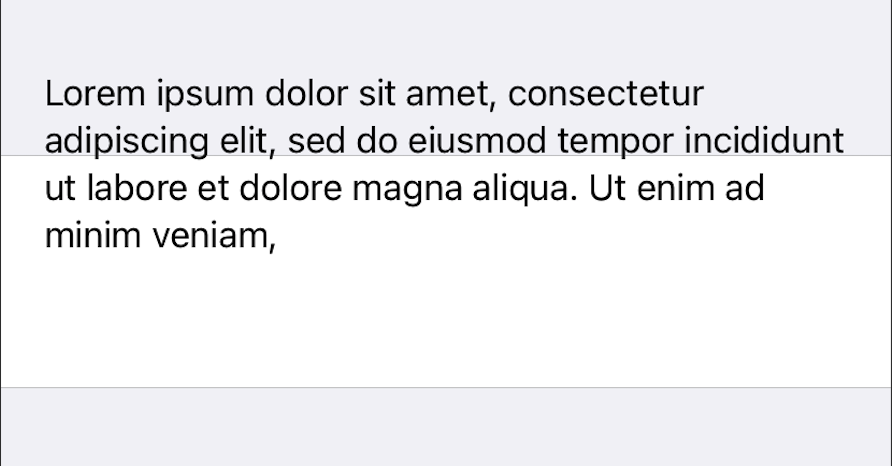 Lorem ipsum dolor sit amet, consectetur
adipiscing elit, sed do eiusmod tempor incididunt
ut labore et dolore magna aliqua. Ut enim ad
minim veniam,